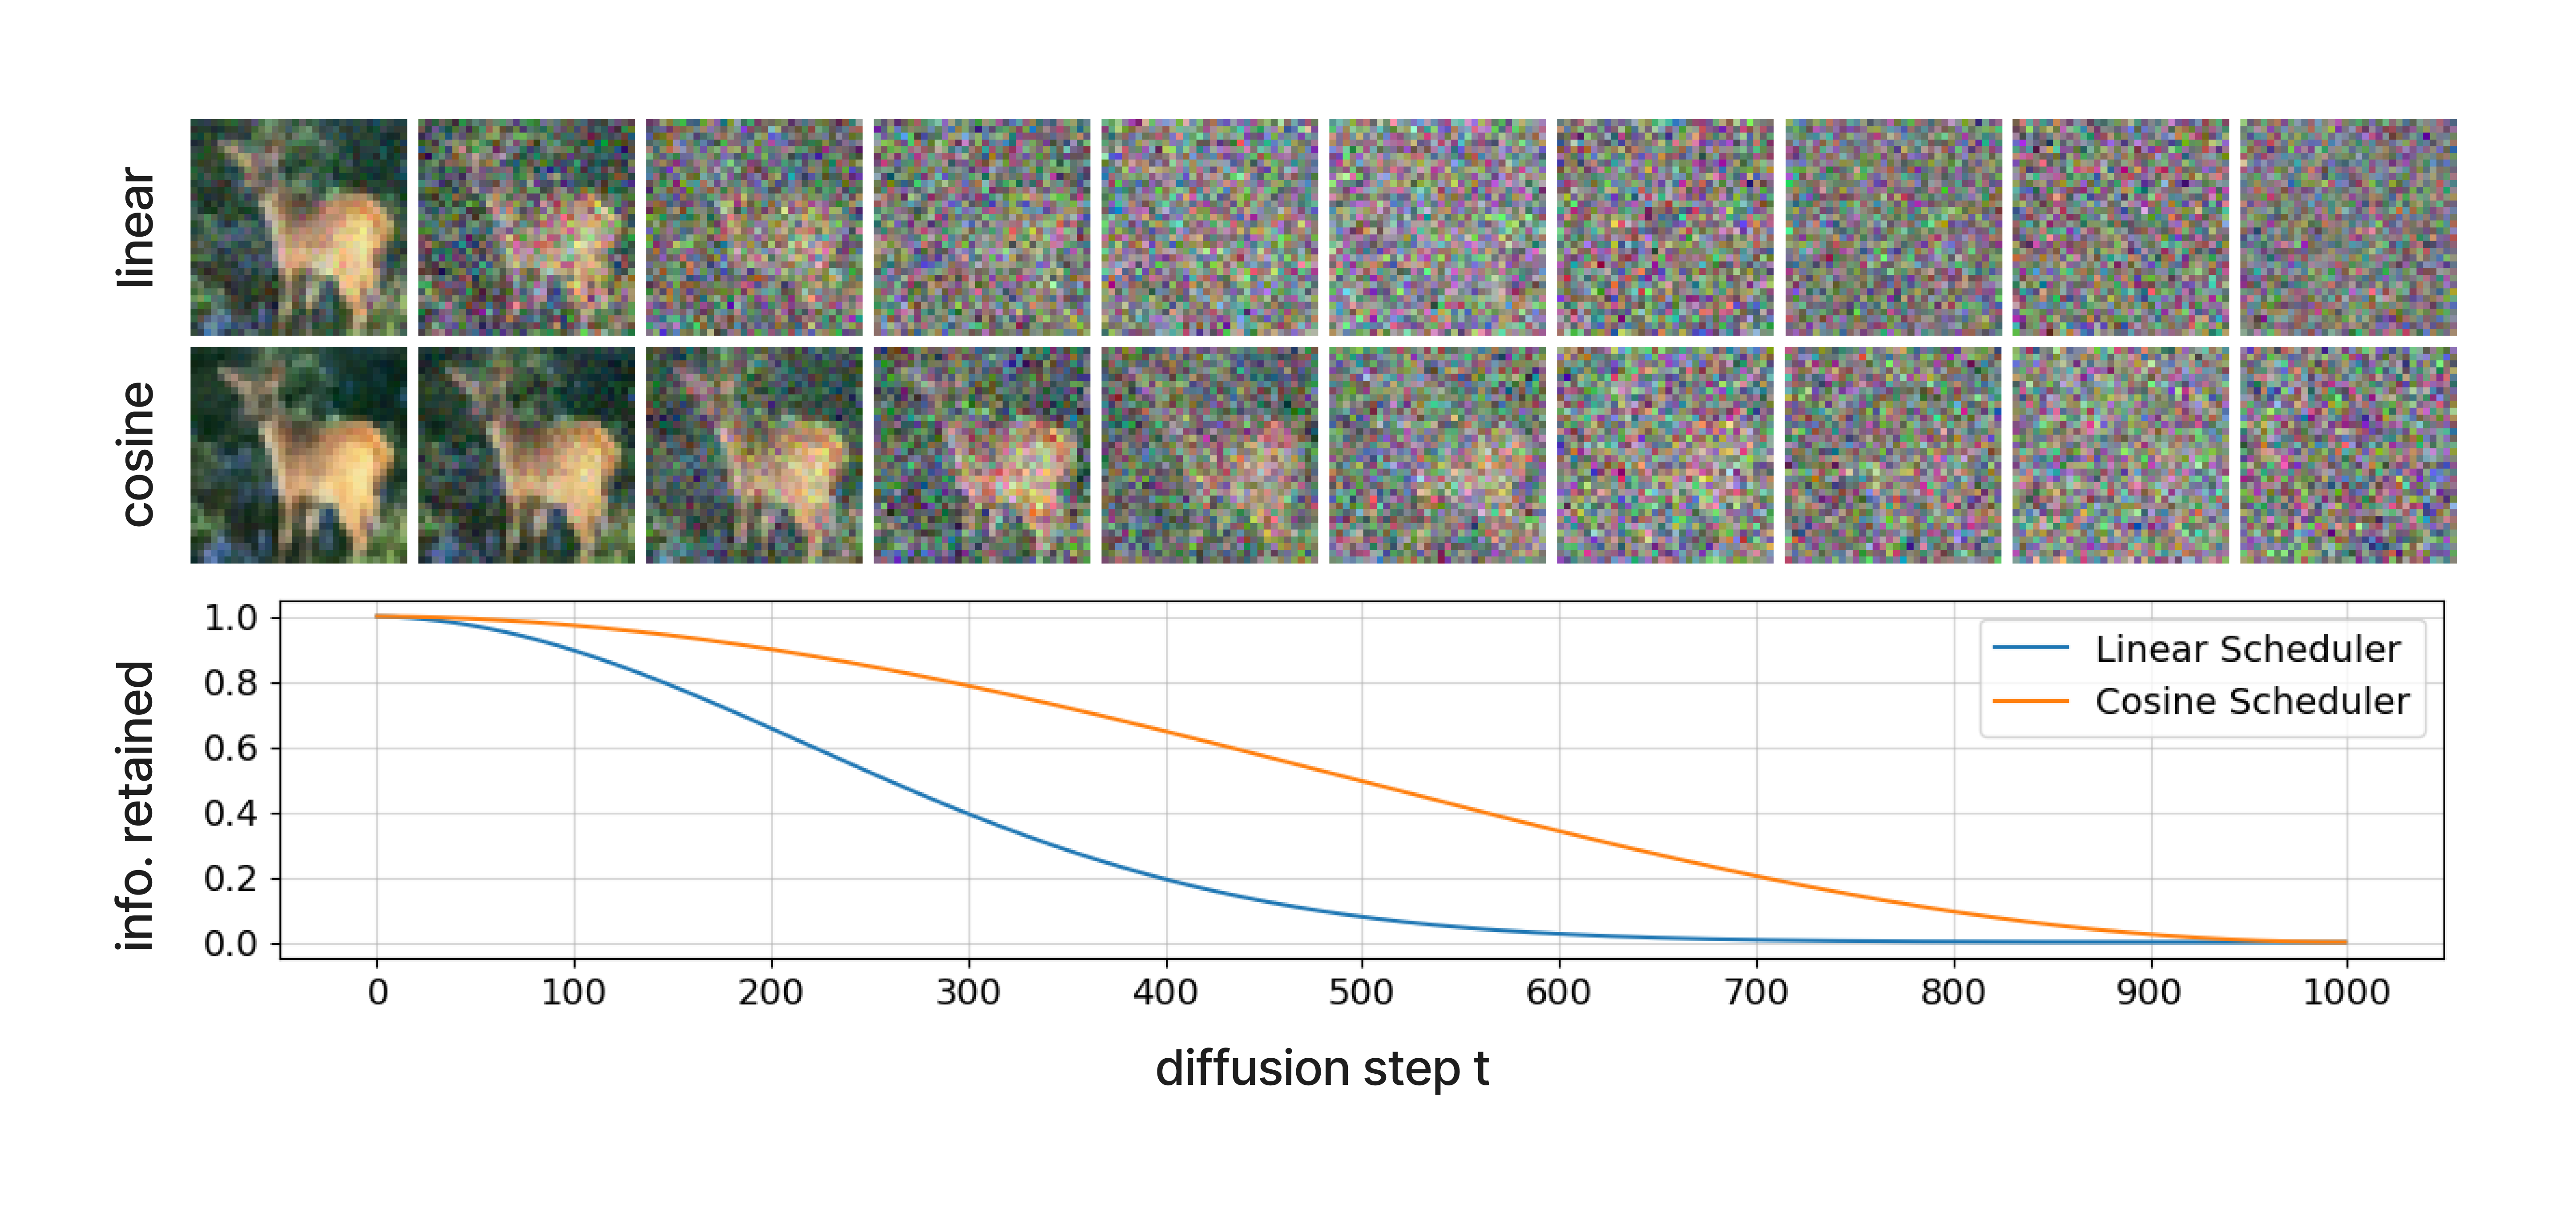 linear
cosine
info. retained
1.0
0.8
0.6
0.4
0.2
0.0
Linear Scheduler
Cosine Scheduler
0 100 200 300 400 500 600 700 800 900 1000
diffusion step t